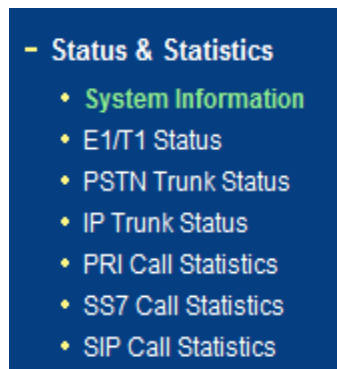 − Status & Statistics
• System Information
• E1/T1 Status
• PSTN Trunk Status
• IP Trunk Status
• PRI Call Statistics
• SS7 Call Statistics
• SIP Call Statistics